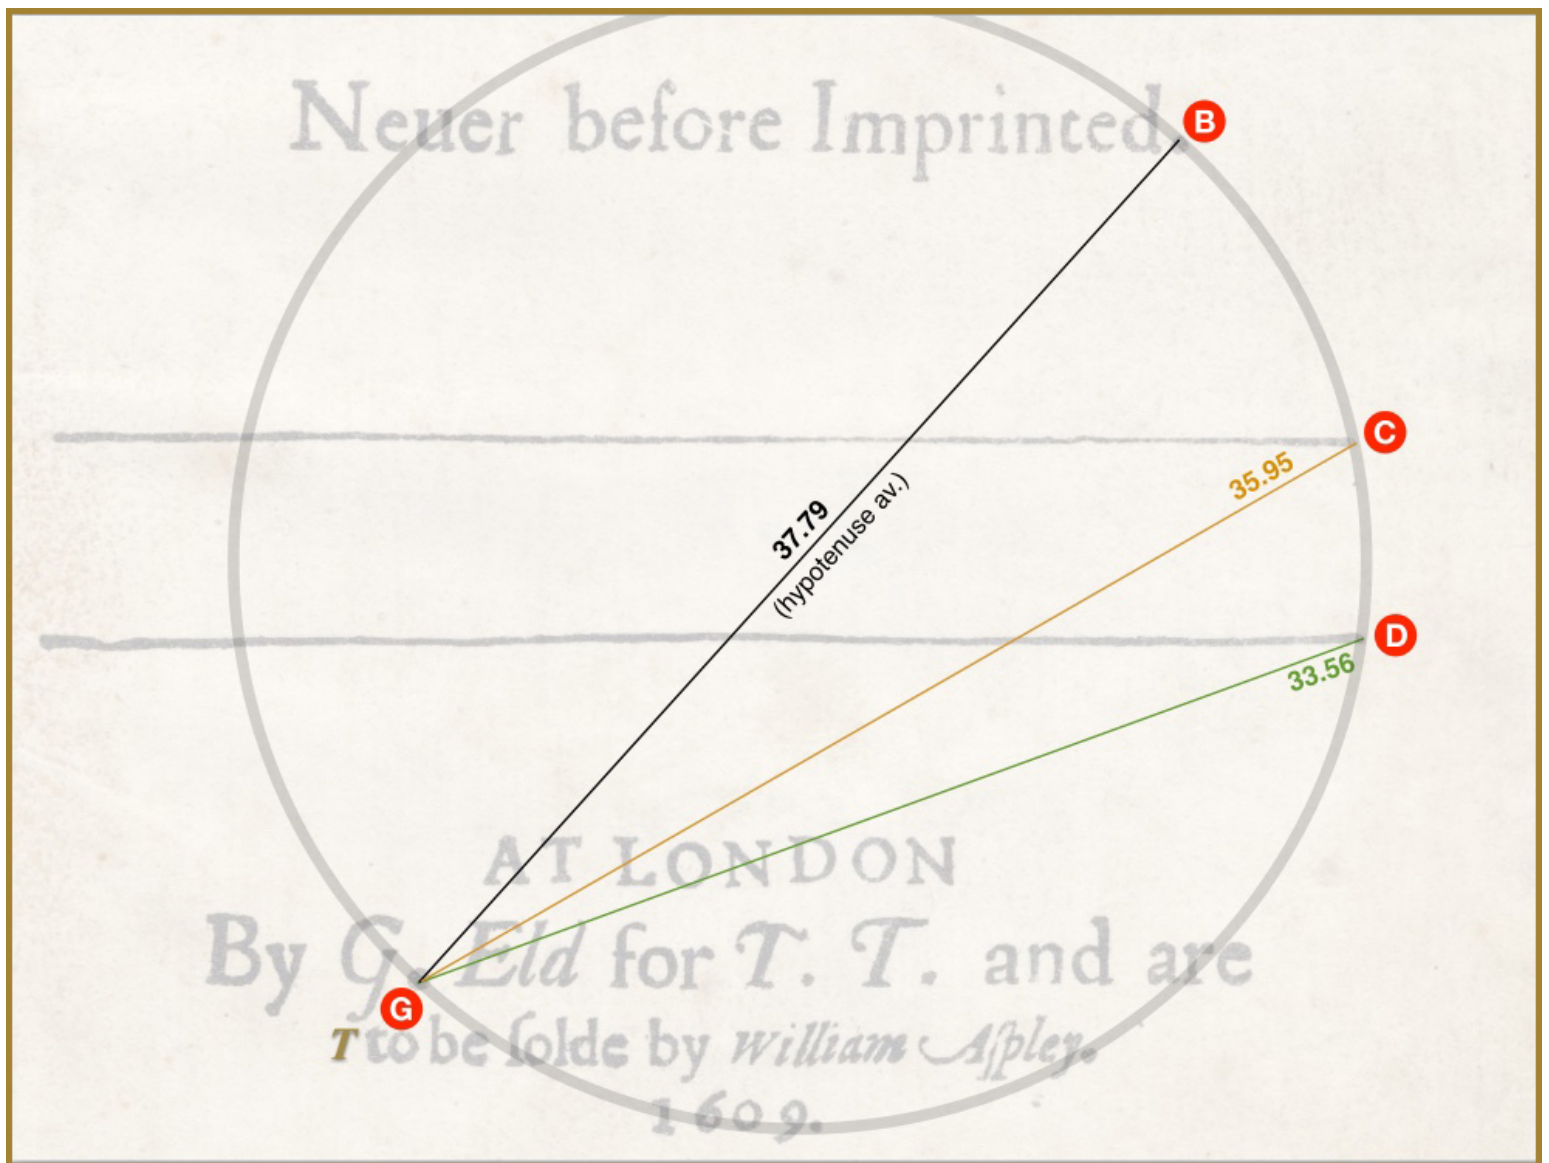 Neuer before Imprinted.
B
C
35.95
37.79
(hypotenuse av.)
D
33.56
AT LONDON
By G. Eld for T. T. and are
G
T to be ſolde by William Aſpley.
1609.